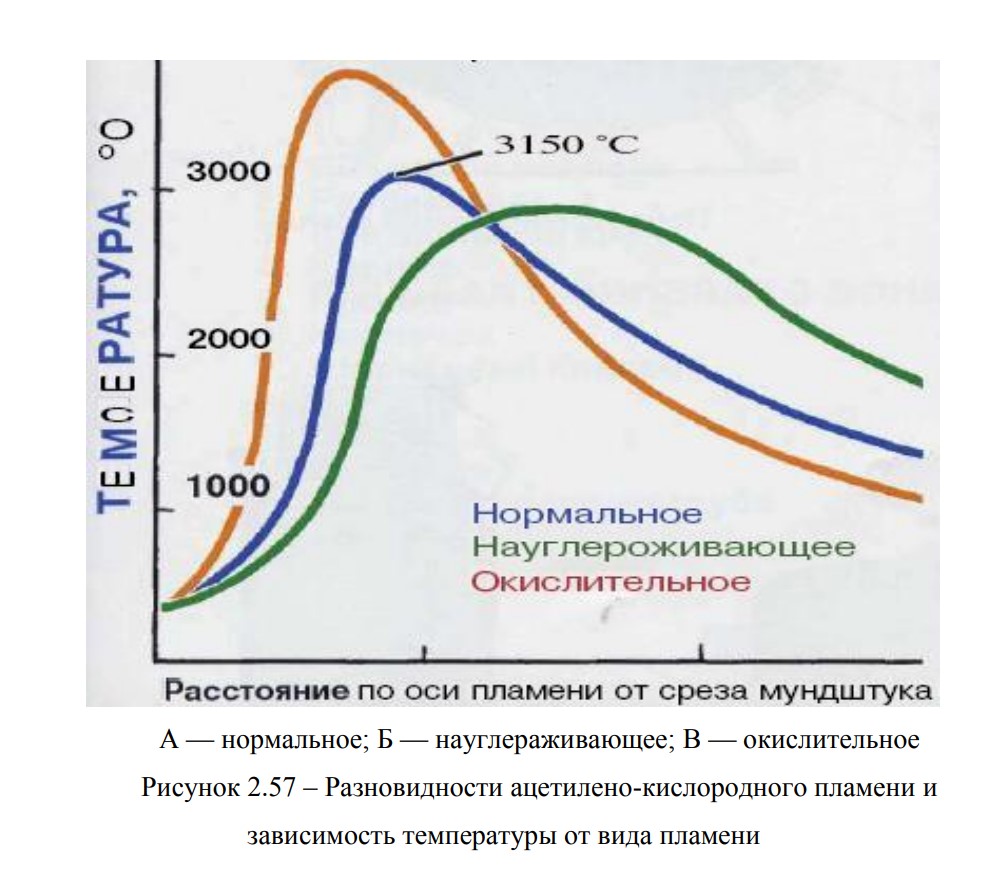 ТЕМОЕРАТУРА, °О
3150 °C
3000
2000
1000
Нормальное
Науглероживающее
Окислительное
Расстояние по оси пламени от среза мундштука
А — нормальное; Б — науглераживающее; В — окислительное
Рисунок 2.57 – Разновидности ацетилено-кислородного пламени и
зависимость температуры от вида пламени